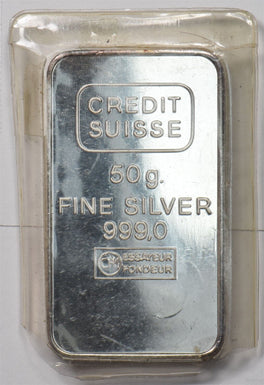 CREDIT
SUISSE
50g.
FINE SILVER
999,0
ESSAYEUR
FONDEUR